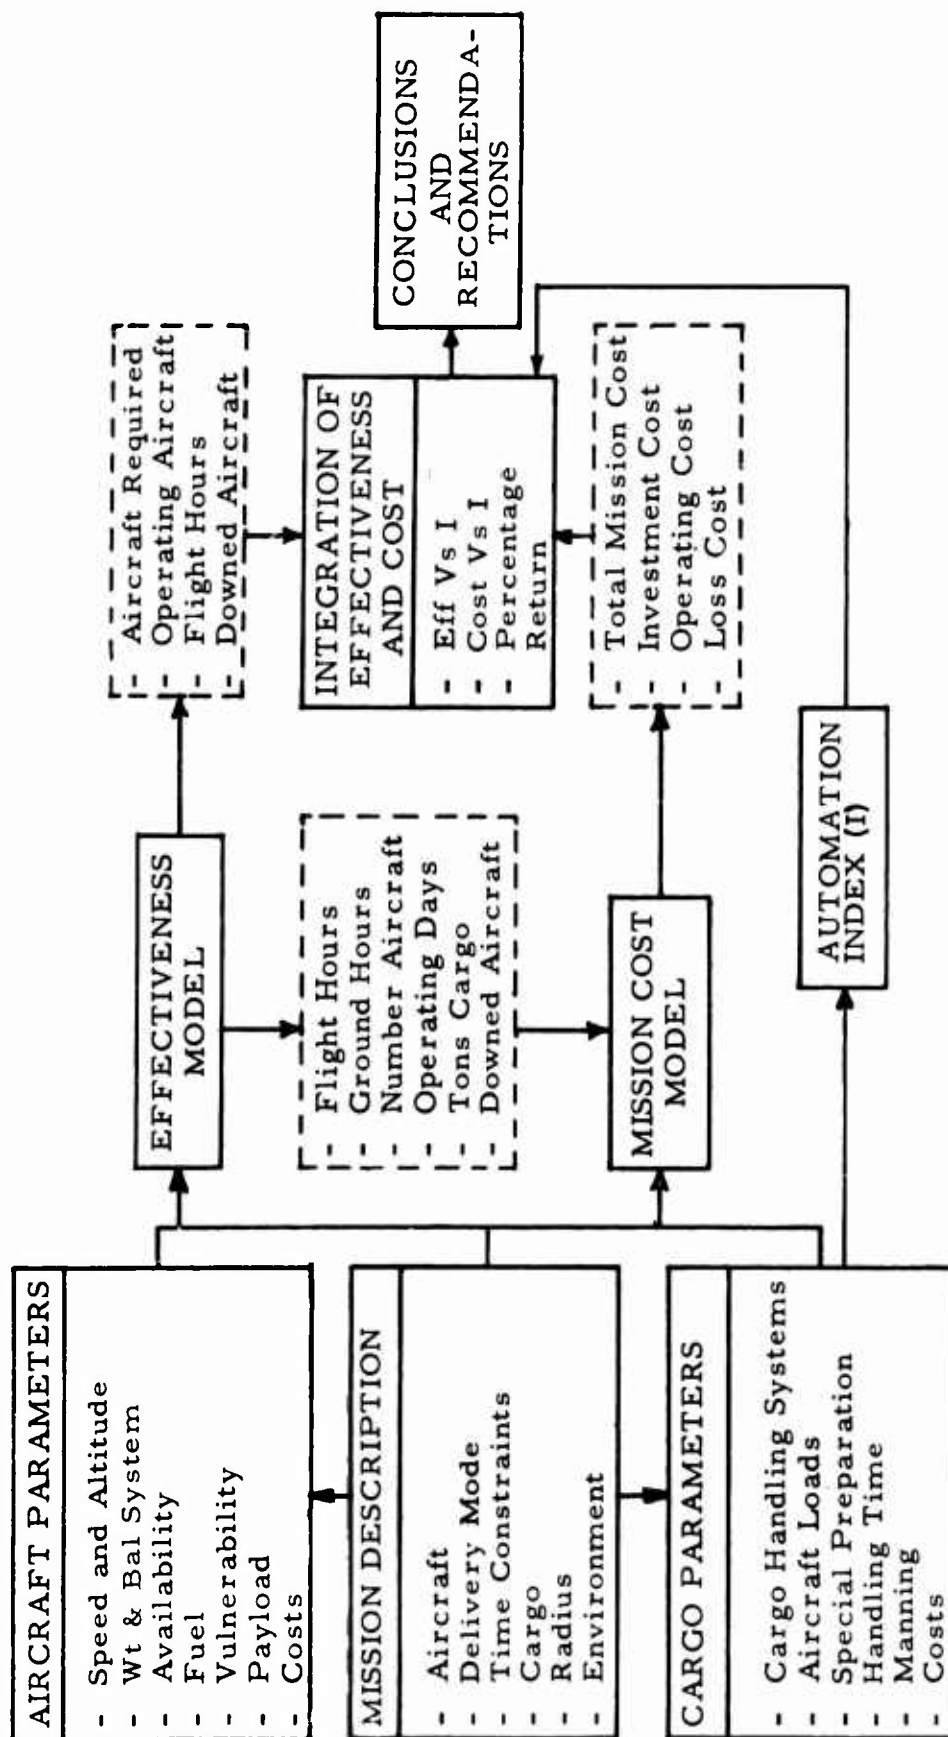 AIRCRAFT PARAMETERS
- Speed and Altitude
- Wt & Bal System
- Availability
- Fuel
- Vulnerability
- Payload
- Costs
MISSION DESCRIPTION
- Aircraft
- Delivery Mode
- Time Constraints
- Cargo
- Radius
- Environment
CARGO PARAMETERS
- Cargo Handling Systems
- Aircraft Loads
- Special Preparation
- Handling Time
- Manning
- Costs
EFFECTIVENESS
MODEL
- Flight Hours
- Ground Hours
- Number Aircraft
- Operating Days
- Tons Cargo
- Downed Aircraft
MISSION COST
MODEL
AUTOMATION
INDEX (I)
- Aircraft Required
- Operating Aircraft
- Flight Hours
- Downed Aircraft
INTEGRATION OF
EFFECTIVENESS
AND COST
- Eff Vs I
- Cost Vs I
- Percentage
Return
- Total Mission Cost
- Investment Cost
- Operating Cost
- Loss Cost
CONCLUSIONS
AND
RECOMMENDA-
TIONS